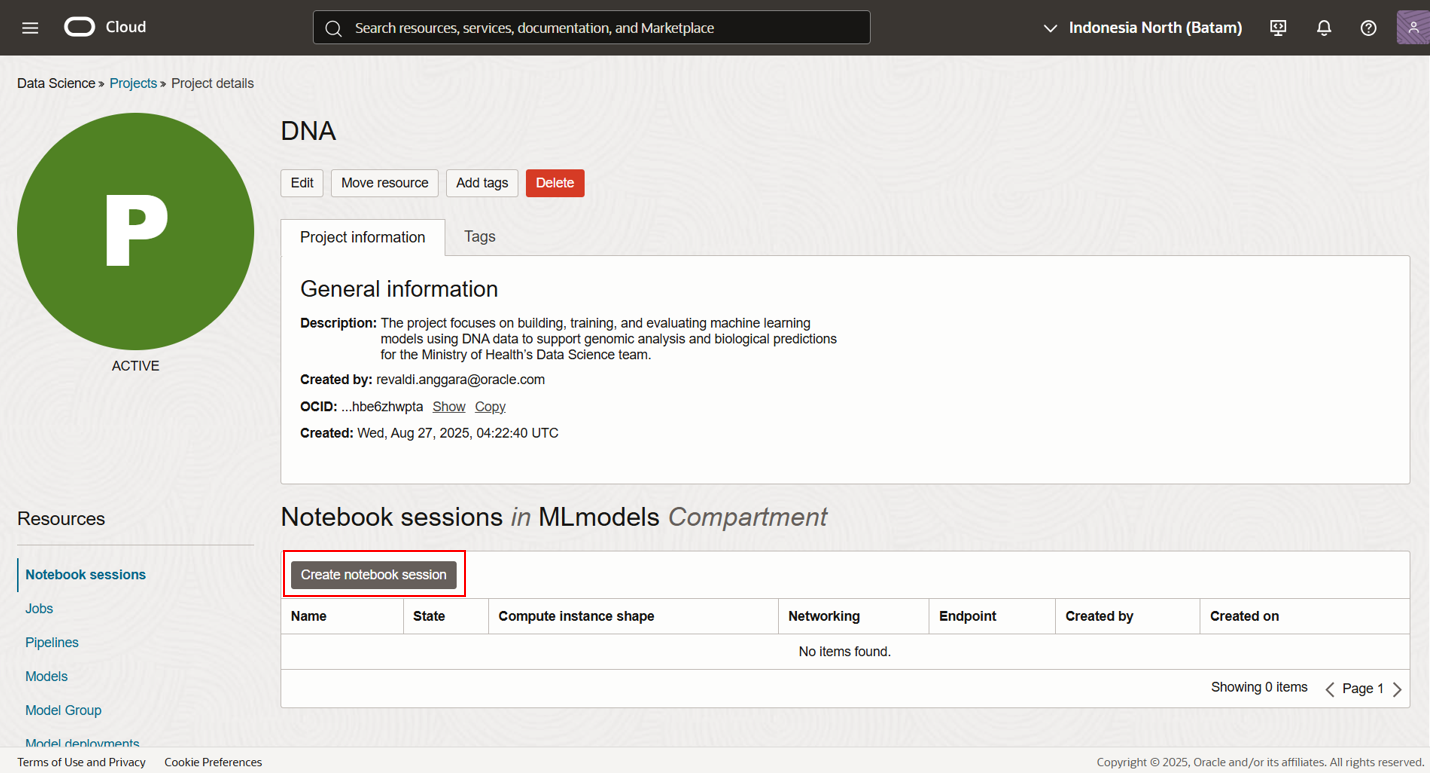 Cloud
Search resources, services, documentation, and Marketplace
Indonesia North (Batam)
Data Science » Projects » Project details
P
ACTIVE
DNA
Edit
Move resource
Add tags
Delete
Project information
Tags
General information
Description: The project focuses on building, training, and evaluating machine learning
models using DNA data to support genomic analysis and biological predictions
for the Ministry of Health's Data Science team.
Created by: revaldi.anggara@oracle.com
OCID: ...hbe6zhwpta Show Copy
Created: Wed, Aug 27, 2025, 04:22:40 UTC
Resources
Notebook sessions
Jobs
Pipelines
Models
Model Group
Model deployments
Notebook sessions in MLmodels Compartment
Create notebook session
Name State Compute instance shape Networking Endpoint Created by Created on
No items found.
Showing 0 items Page 1
Terms of Use and Privacy Cookie Preferences
Copyright © 2025, Oracle and/or its affiliates. All rights reserved.